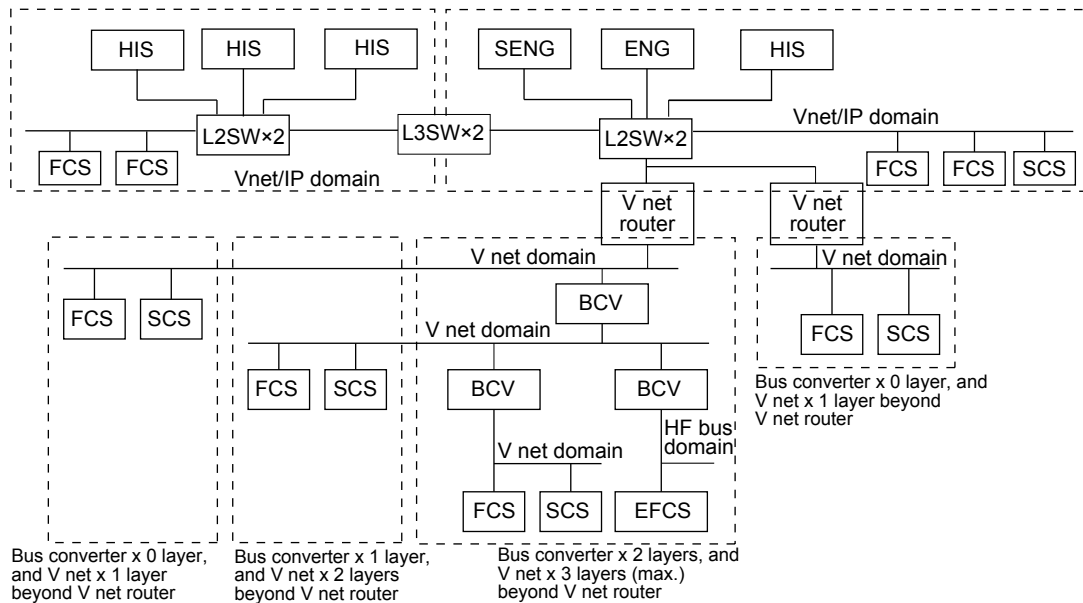 HIS
HIS
HIS
SENG
ENG
HIS
L2SW×2
L3SW×2
L2SW×2
Vnet/IP domain
FCS
FCS
Vnet/IP domain
FCS
FCS
SCS
V net
router
V net
router
V net domain
V net domain
FCS
SCS
BCV
FCS
SCS
V net domain
FCS
SCS
BCV
BCV
Bus converter x 0 layer, and
V net x 1 layer beyond
V net router
HF bus
domain
V net domain
FCS
SCS
EFCS
Bus converter x 0 layer,
and V net x 1 layer
beyond V net router
Bus converter x 1 layer,
and V net x 2 layers
beyond V net router
Bus converter x 2 layers, and
V net x 3 layers (max.)
beyond V net router